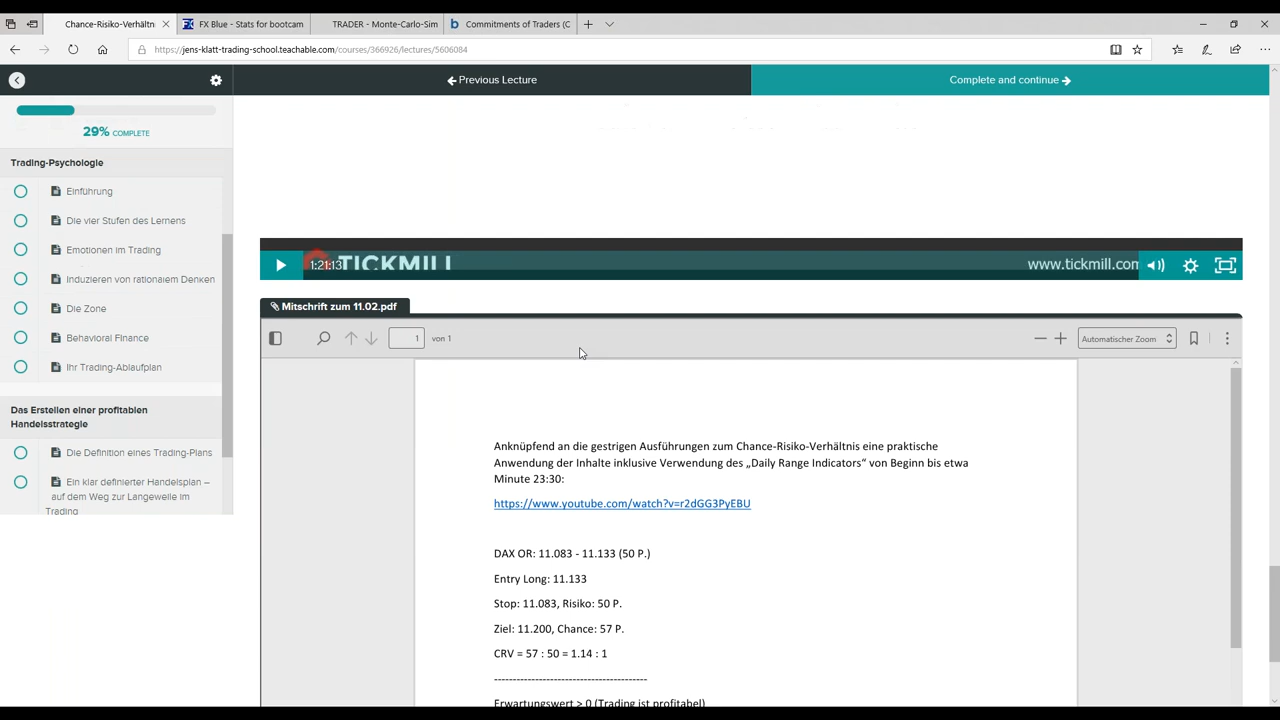 Chance-Risiko-Verhältn
FX Blue - Stats for bootcam
TRADER - Monte-Carlo-Sim
Commitments of Traders (C
https://jens-klatt-trading-school.teachable.com/courses/366926/lectures/5606084
Previous Lecture
Complete and continue
29% COMPLETE
Trading-Psychologie
Einführung
Die vier Stufen des Lernens
Emotionen im Trading
Induzieren von rationalem Denken
Die Zone
Behavioral Finance
Ihr Trading-Ablaufplan
Das Erstellen einer profitablen
Handelsstrategie
Die Definition eines Trading-Plans
Ein klar definierter Handelsplan –
auf dem Weg zur Langeweile im
Trading
1:21:13
TICKMILL
www.tickmill.com
Mitschrift zum 11.02.pdf
1
von 1
Automatischer Zoom
Anknüpfend an die gestrigen Ausführungen zum Chance-Risiko-Verhältnis eine praktische
Anwendung der Inhalte inklusive Verwendung des „Daily Range Indicators“ von Beginn bis etwa
Minute 23:30:
https://www.youtube.com/watch?v=r2dGG3PyEBU
DAX OR: 11.083 - 11.133 (50 P.)
Entry Long: 11.133
Stop: 11.083, Risiko: 50 P.
Ziel: 11.200, Chance: 57 P.
CRV = 57 : 50 = 1.14 : 1
-----------------------------------------
Erwartungswert > 0 (Trading ist profitabel)